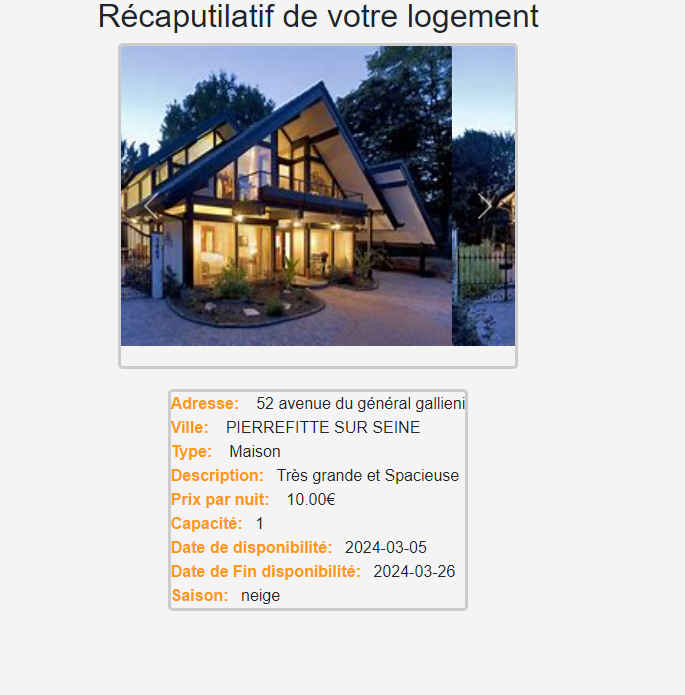 Récaputilatif de votre logement
Adresse: 52 avenue du général gallieni
Ville: PIERREFITTE SUR SEINE
Type: Maison
Description: Très grande et Spacieuse
Prix par nuit: 10.00€
Capacité: 1
Date de disponibilité: 2024-03-05
Date de Fin disponibilité: 2024-03-26
Saison: neige